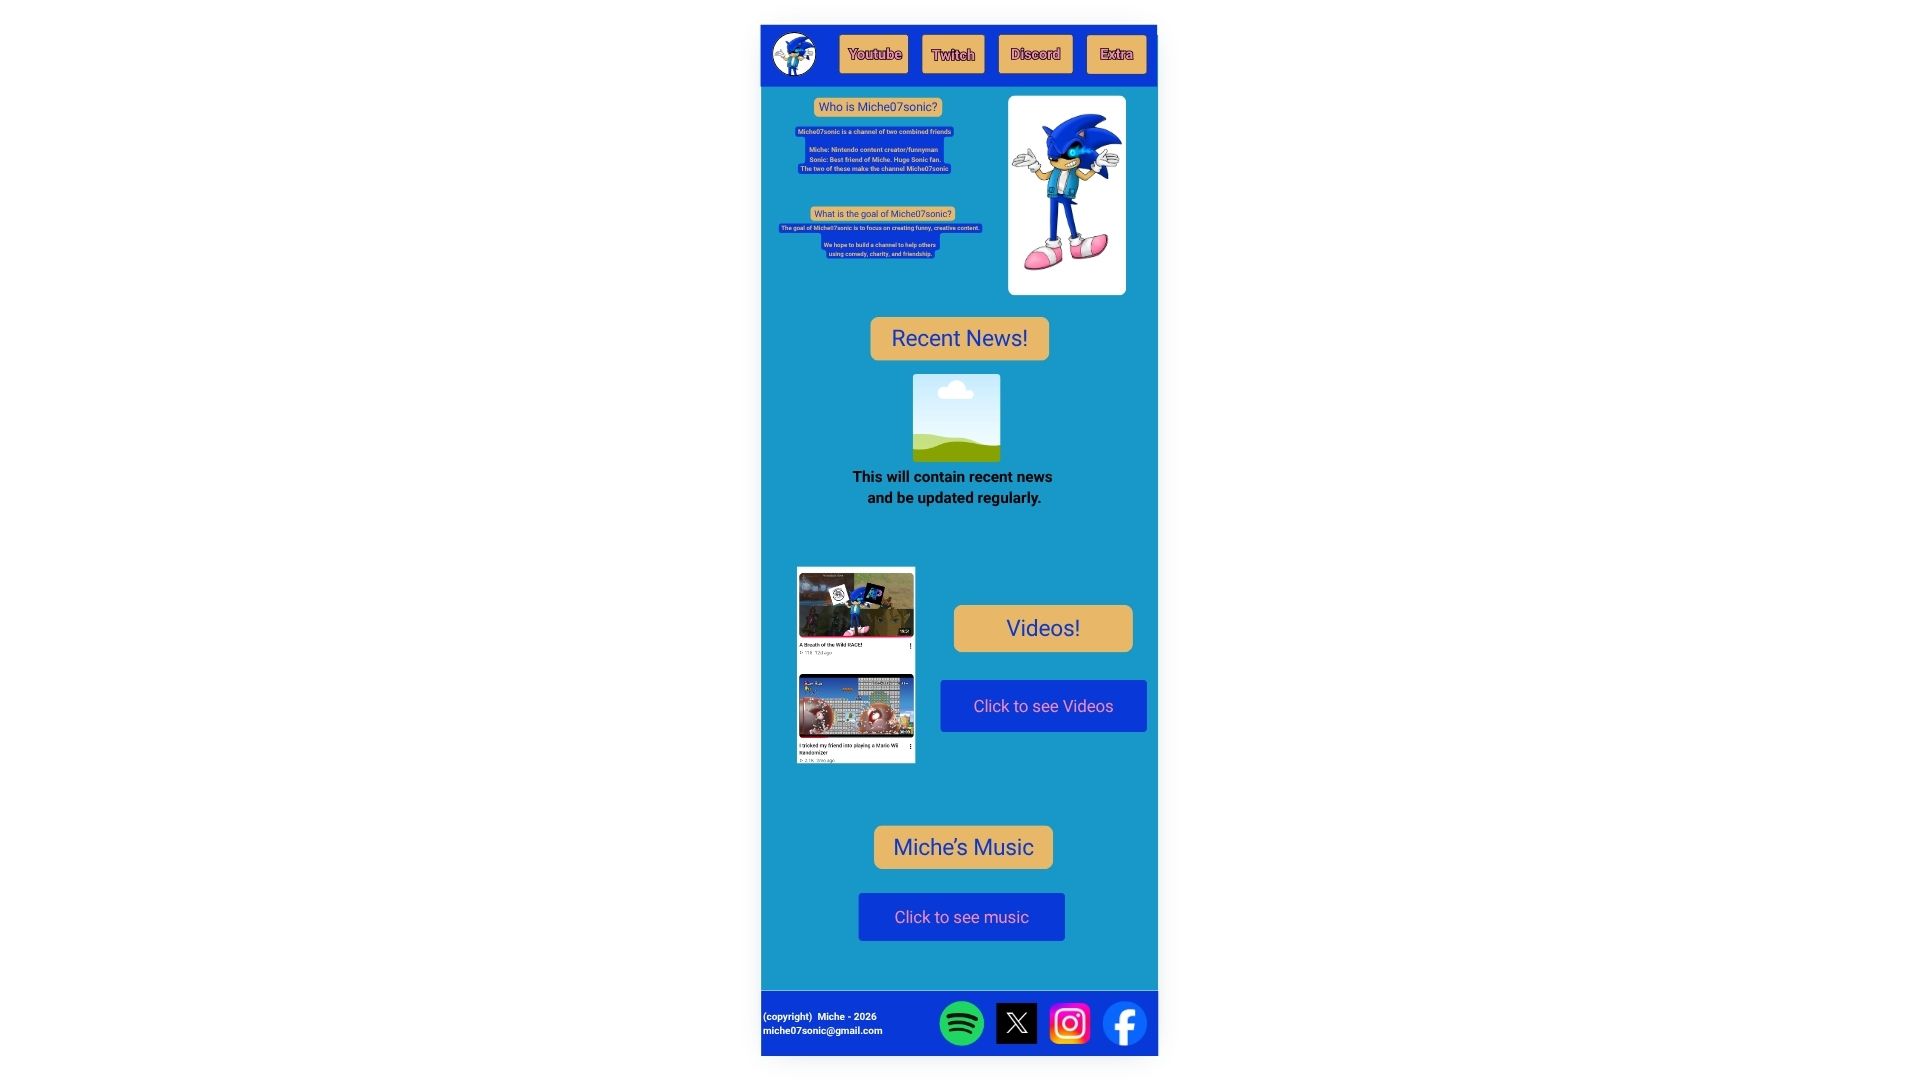 Youtube
Twitch
Discord
Extra
Who is Miche07sonic?
Miche07sonic is a channel of two combined friends
Miche: Nintendo content creator/funnyman
Sonic: Best friend of Miche. Huge Sonic fan.
The two of these make the channel Miche07sonic
What is the goal of Miche07sonic?
The goal of Miche07sonic is to focus on creating funny, creative content.
We hope to build a channel to help others
using comedy, charity, and friendship.
Recent News!
This will contain recent news
and be updated regularly.
A Breath of the Wild RACE!
12d ago
I tricked my friend into playing a Mario Wii
Randomizer
2mo ago
Videos!
Click to see Videos
Miche’s Music
Click to see music
(copyright) Miche - 2026
miche07sonic@gmail.com